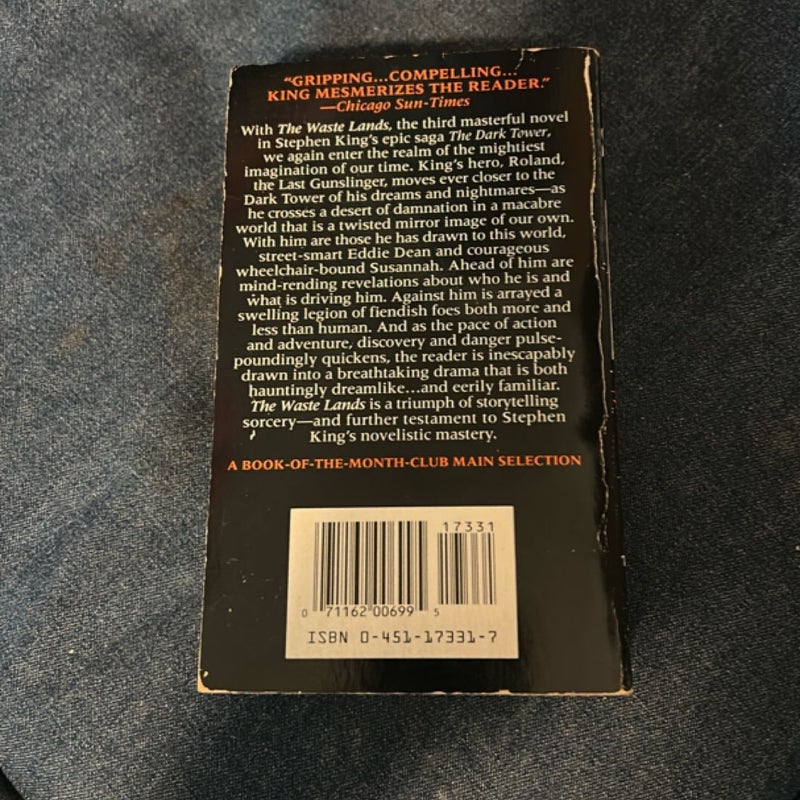 "GRIPPING...COMPELLING...
KING MESMERIZES THE READER."
—Chicago Sun-Times
With The Waste Lands, the third masterful novel
in Stephen King's epic saga The Dark Tower,
we again enter the realm of the mightiest
imagination of our time. King's hero, Roland,
the Last Gunslinger, moves ever closer to the
Dark Tower of his dreams and nightmares—as
he crosses a desert of damnation in a macabre
world that is a twisted mirror image of our own.
With him are those he has drawn to this world,
street-smart Eddie Dean and courageous
wheelchair-bound Susannah. Ahead of him are
mind-rending revelations about who he is and
what is driving him. Against him is arrayed a
swelling legion of fiendish foes both more and
less than human. And as the pace of action
and adventure, discovery and danger pulse-
poundingly quickens, the reader is inescapably
drawn into a breathtaking drama that is both
hauntingly dreamlike...and eerily familiar.
The Waste Lands is a triumph of storytelling
sorcery—and further testament to Stephen
King's novelistic mastery.
A BOOK-OF-THE-MONTH-CLUB MAIN SELECTION
17331
0 71162 00699 5
ISBN 0-451-17331-7